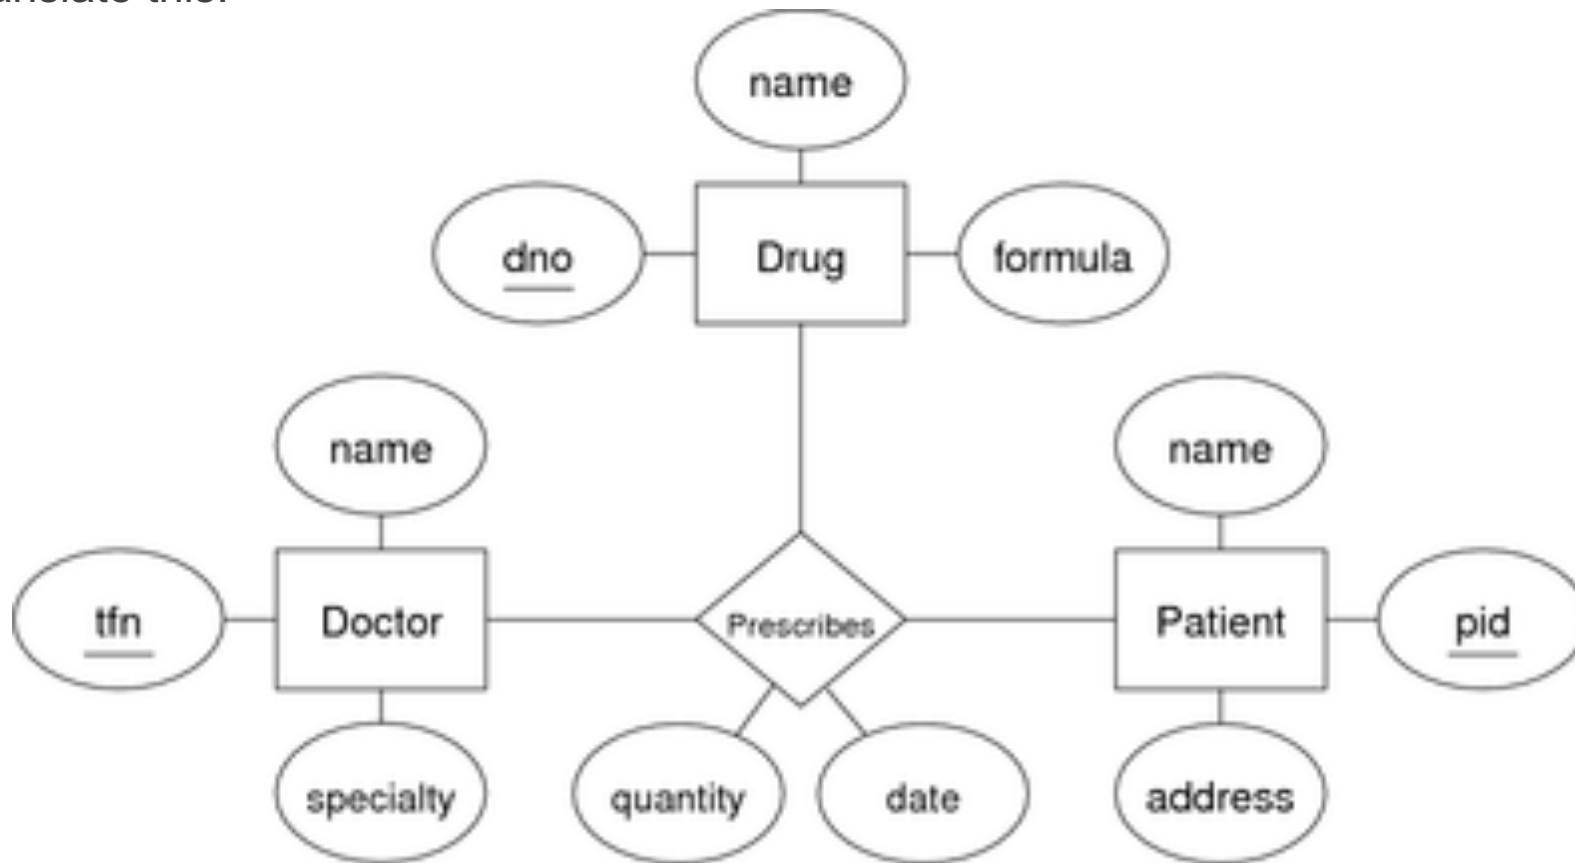 name
dno
Drug
formula
name
name
tfn
Doctor
Prescribes
Patient
pid
specialty
quantity
date
address